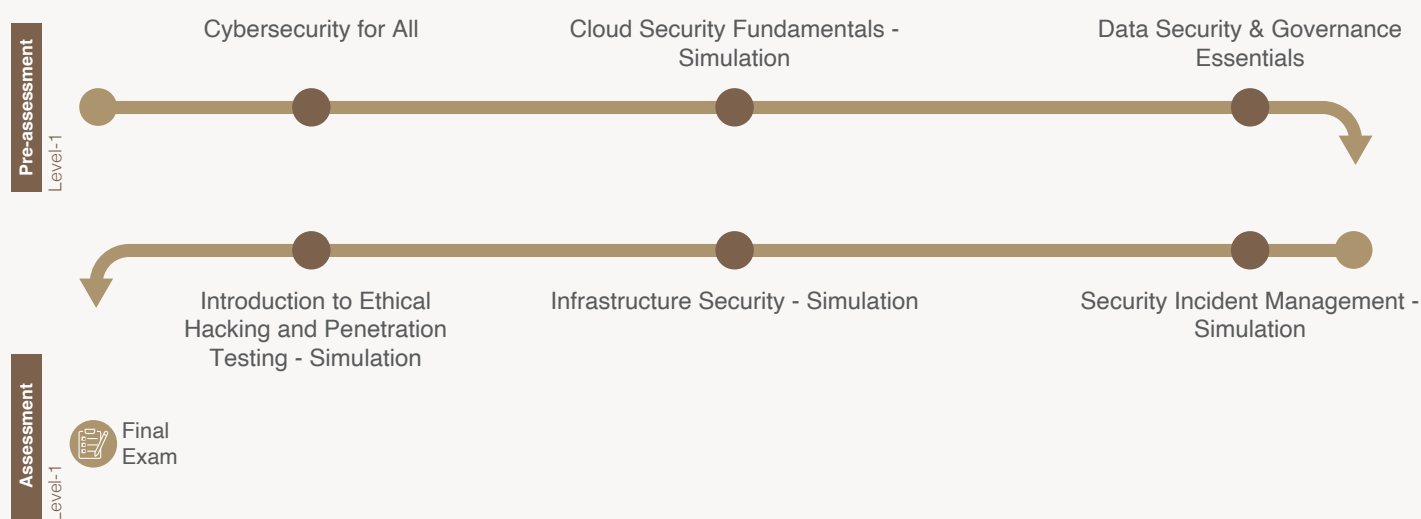 Pre-assessment
Level-1
Cybersecurity for All
Cloud Security Fundamentals -
Simulation
Data Security & Governance
Essentials
Introduction to Ethical
Hacking and Penetration
Testing - Simulation
Infrastructure Security - Simulation
Security Incident Management -
Simulation
Assessment
Level-1
Final
Exam